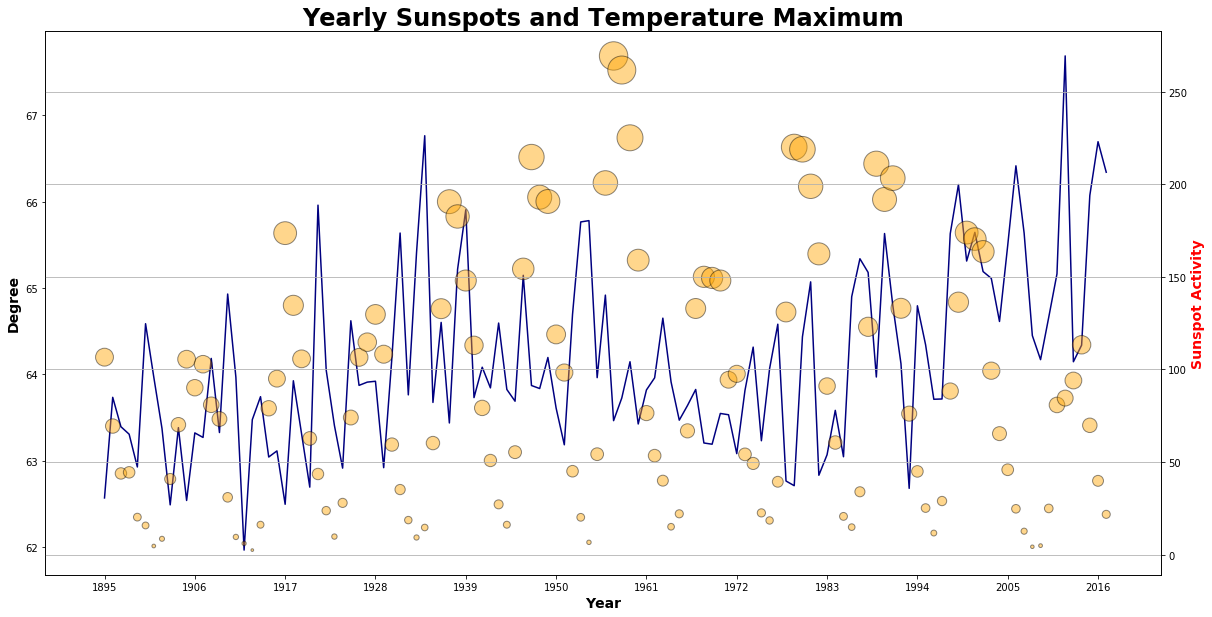 Yearly Sunspots and Temperature Maximum
Degree
67
66
65
64
63
62
250
200
150
100
50
0
Sunspot Activity
1895 1906 1917 1928 1939 1950 1961 1972 1983 1994 2005 2016
Year